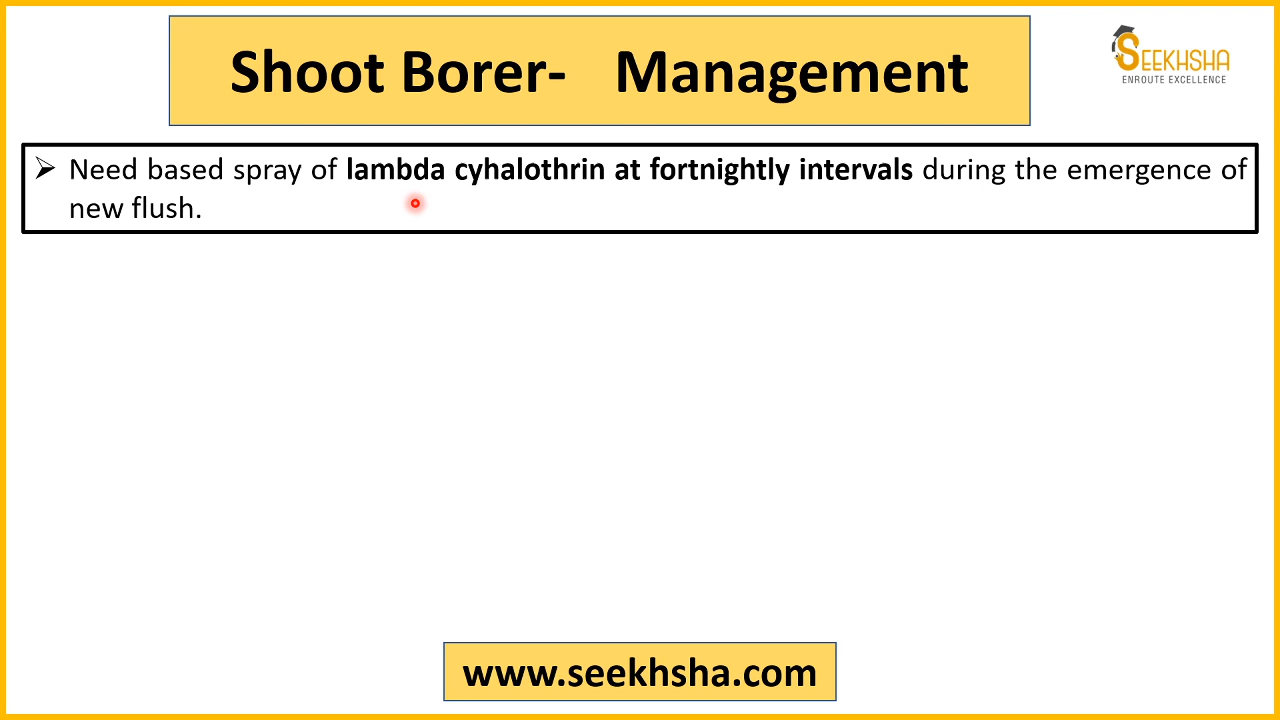 Shoot Borer- Management
SEEKHSHA
ENROUTE EXCELLENCE
➢ Need based spray of lambda cyhalothrin at fortnightly intervals during the emergence of
new flush.
www.seekhsha.com